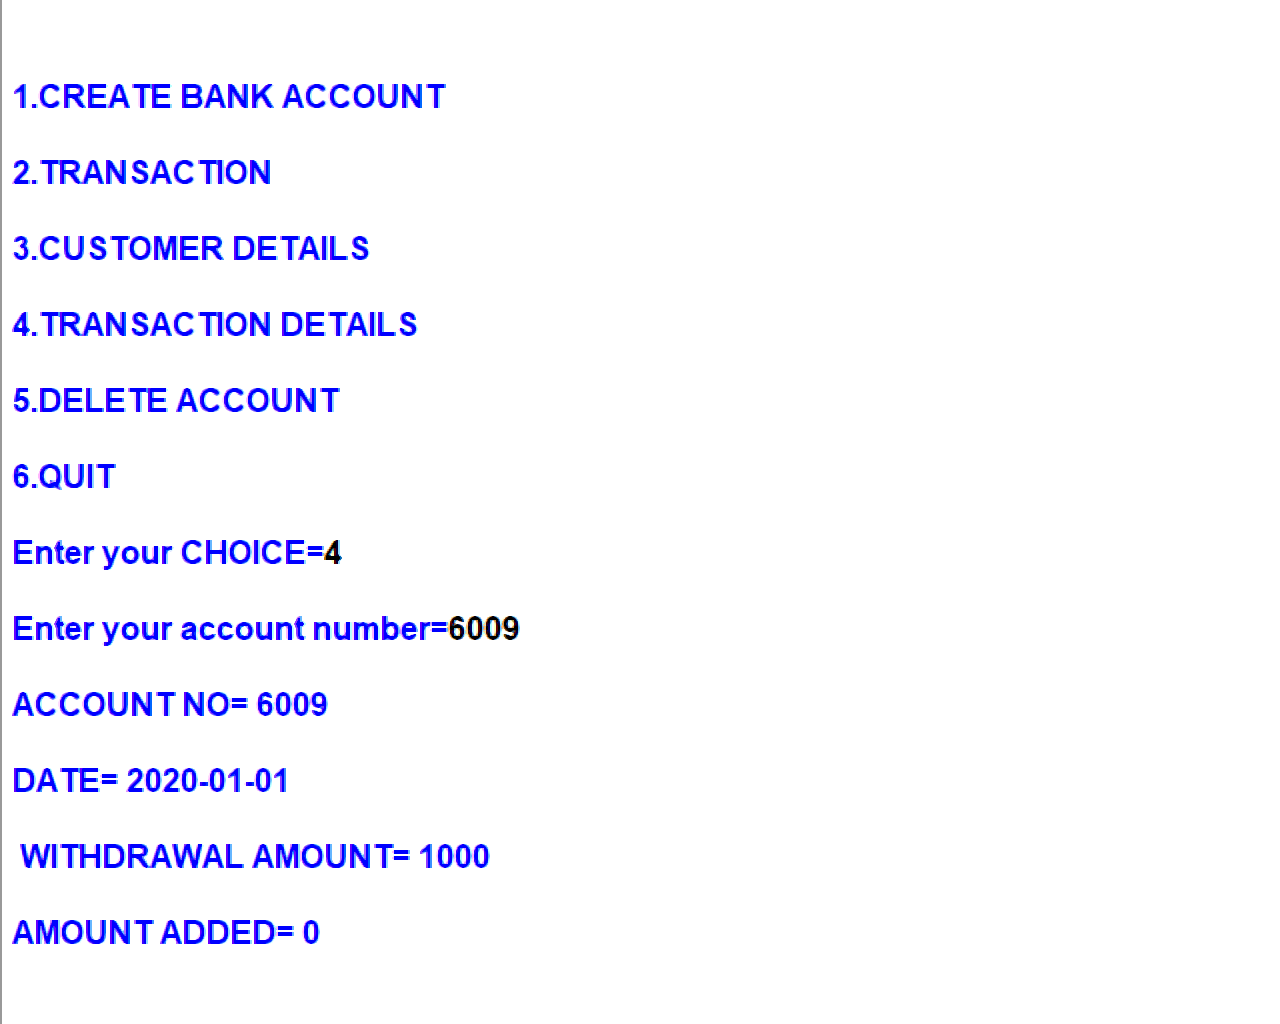 1.CREATE BANK ACCOUNT
2.TRANSACTION
3.CUSTOMER DETAILS
4.TRANSACTION DETAILS
5.DELETE ACCOUNT
6.QUIT
Enter your CHOICE=4
Enter your account number=6009
ACCOUNT NO= 6009
DATE= 2020-01-01
WITHDRAWAL AMOUNT= 1000
AMOUNT ADDED= 0